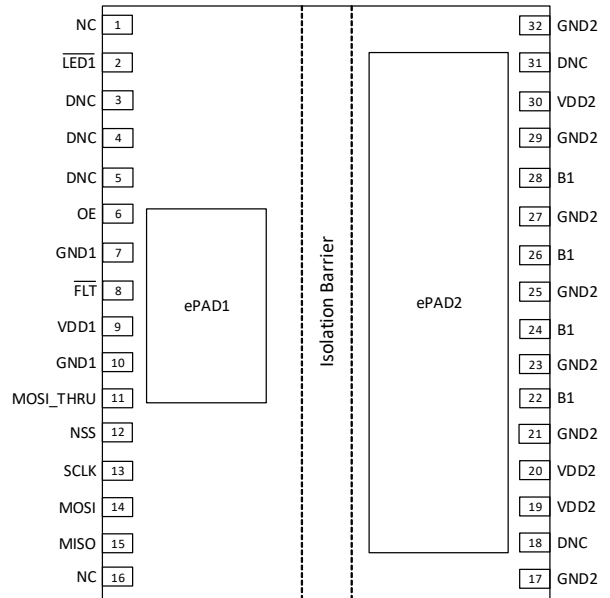 NC 1
LED1 2
DNC 3
DNC 4
DNC 5
OE 6
GND1 7
FLT 8
VDD1 9
GND1 10
MOSI_THRU 11
NSS 12
SCLK 13
MOSI 14
MISO 15
NC 16
ePAD1
Isolation Barrier
ePAD2
32 GND2
31 DNC
30 VDD2
29 GND2
28 B1
27 GND2
26 B1
25 GND2
24 B1
23 GND2
22 B1
21 GND2
20 VDD2
19 VDD2
18 DNC
17 GND2